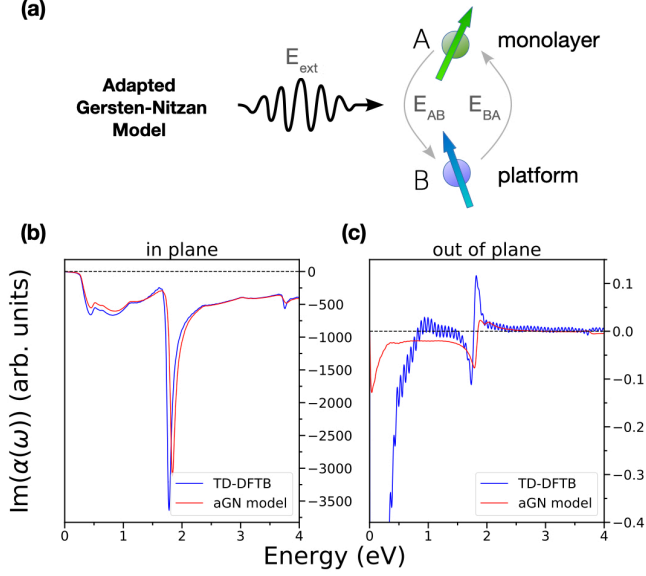 (a)
Adapted
Gersten-Nitzan
Model
E_ext
A
monolayer
E_AB
E_BA
B
platform
(b)
in plane
(c)
out of plane
Im(α(ω)) (arb. units)
0
−500
−1000
−1500
−2000
−2500
−3000
−3500
0.1
0.0
−0.1
−0.2
−0.3
−0.4
TD-DFTB
aGN model
TD-DFTB
aGN model
0 1 2 3 4
0 1 2 3 4
Energy (eV)